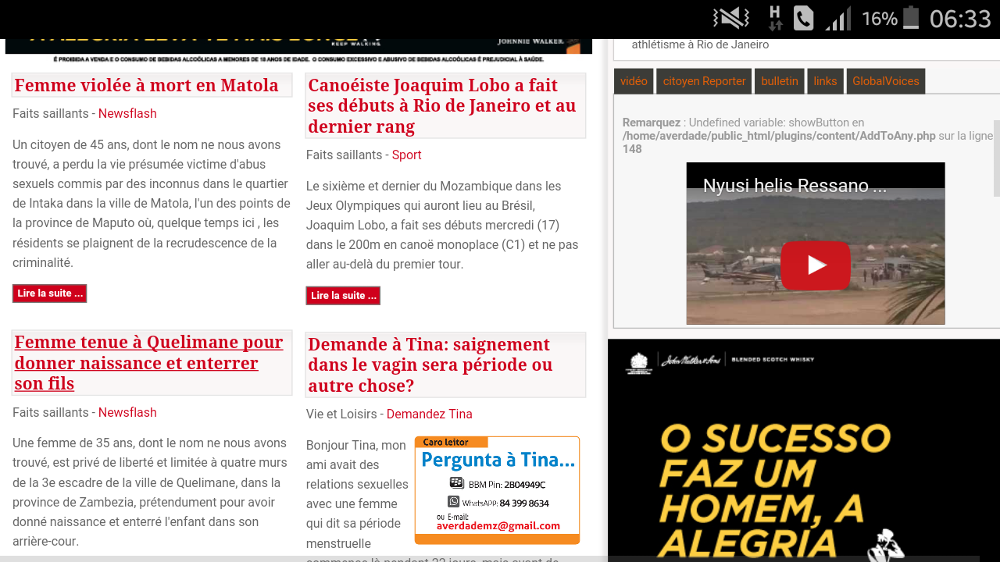 H
16%
06:33
KEEP WALKING.
JOHNNIE WALKER.
É PROIBIDA A VENDA E O CONSUMO DE BEBIDAS ALCOÓLICAS A MENORES DE 18 ANOS DE IDADE. O CONSUMO EXCESSIVO E ABUSIVO DE BEBIDAS ALCOÓLICAS É PREJUDICIAL À SAÚDE.
Femme violée à mort en Matola
Faits saillants - Newsflash
Un citoyen de 45 ans, dont le nom ne nous avons
trouvé, a perdu la vie présumée victime d'abus
sexuels commis par des inconnus dans le quartier
de Intaka dans la ville de Matola, l'un des points de
la province de Maputo où, quelque temps ici , les
résidents se plaignent de la recrudescence de la
criminalité.
Lire la suite ...
Canoéiste Joaquim Lobo a fait
ses débuts à Rio de Janeiro et au
dernier rang
Faits saillants - Sport
Le sixième et dernier du Mozambique dans les
Jeux Olympiques qui auront lieu au Brésil,
Joaquim Lobo, a fait ses débuts mercredi (17)
dans le 200m en canoë monoplace (C1) et ne pas
aller au-delà du premier tour.
Lire la suite ...
Femme tenue à Quelimane pour
donner naissance et enterrer
son fils
Faits saillants - Newsflash
Une femme de 35 ans, dont le nom ne nous avons
trouvé, est privé de liberté et limitée à quatre murs
de la 3e escadre de la ville de Quelimane, dans la
province de Zambezia, prétendument pour avoir
donné naissance et enterré l'enfant dans son
arrière-cour.
Demande à Tina: saignement
dans le vagin sera période ou
autre chose?
Vie et Loisirs - Demandez Tina
Bonjour Tina, mon
ami avait des
relations sexuelles
avec une femme
qui dit sa période
menstruelle
Caro leitor
Pergunta à Tina...
BBM Pin: 2B04949C
WhatsApp: 84 399 8634
ou E-mail:
averdademz@gmail.com
athlétisme à Rio de Janeiro
vidéo
citoyen Reporter
bulletin
links
GlobalVoices
Remarquez : Undefined variable: showButton en
/home/averdade/public_html/plugins/content/AddToAny.php sur la ligne
148
Nyusi helis Ressano ...
John Walker & Sons
BLENDED SCOTCH WHISKY
O SUCESSO
FAZ UM
HOMEM, A
ALEGRIA